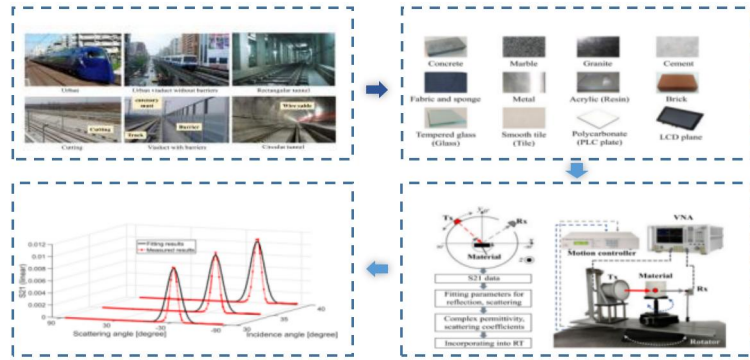 Urban
Urban viaduct without barriers
Rectangular tunnel
Cutting
Track
catenary
mast
Barrier
Wire cable
Cutting
Viaduct with barriers
Circular tunnel
Concrete
Marble
Granite
Cement
Fabric and sponge
Metal
Acrylic (Resin)
Brick
Tempered glass
(Glass)
Smooth tile
(Tile)
Polycarbonate
(PLC plate)
LCD plane
S21 (linear)
0.012
0.01
0.008
0.006
0.004
0.002
0
Fitting results
Measured results
90
60
30
-30
-60
30
35
40
Scattering angle [degree]
Incidence angle [degree]
Tx
Rx
Material
S21 data
Fitting parameters for
reflection, scattering
Complex permittivity,
scattering coefficients
Incorporating into RT
VNA
Motion controller
Tx
Material
Rx
Rotator